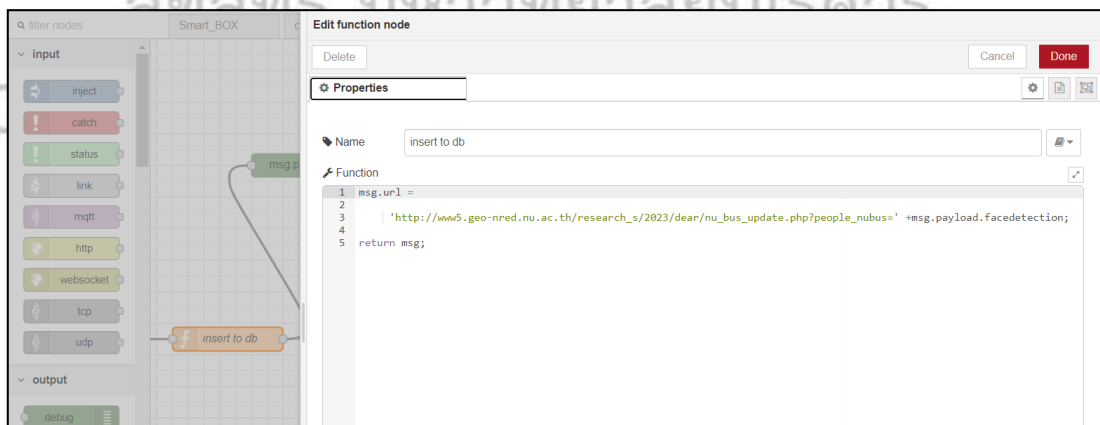 filter nodes
Smart_BOX
Edit function node
input
Delete
Cancel
Done
Properties
inject
catch
Name
insert to db
status
msg.p
Function
link
1 msg.url =
2
mqtt
3 'http://www5.geo-nred.nu.ac.th/research_s/2023/dear/nu_bus_update.php?people_nubus=' +msg.payload.facedetection;
4
http
5 return msg;
websocket
tcp
udp
insert to db
output
debug